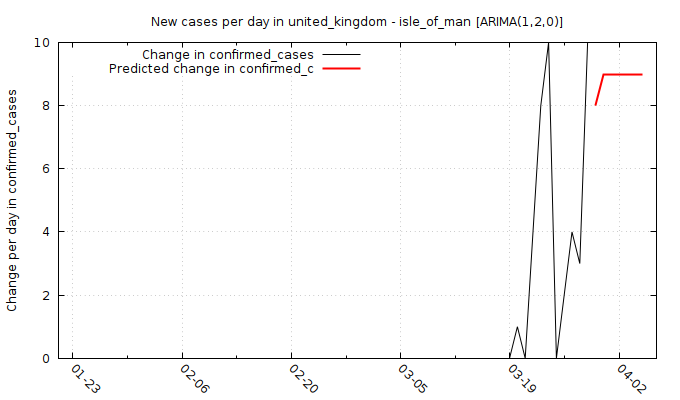 New cases per day in united_kingdom - isle_of_man [ARIMA(1,2,0)]
Change in confirmed_cases
Predicted change in confirmed_c
Change per day in confirmed_cases
10
8
6
4
2
0
01-23 02-06 02-20 03-05 03-19 04-02